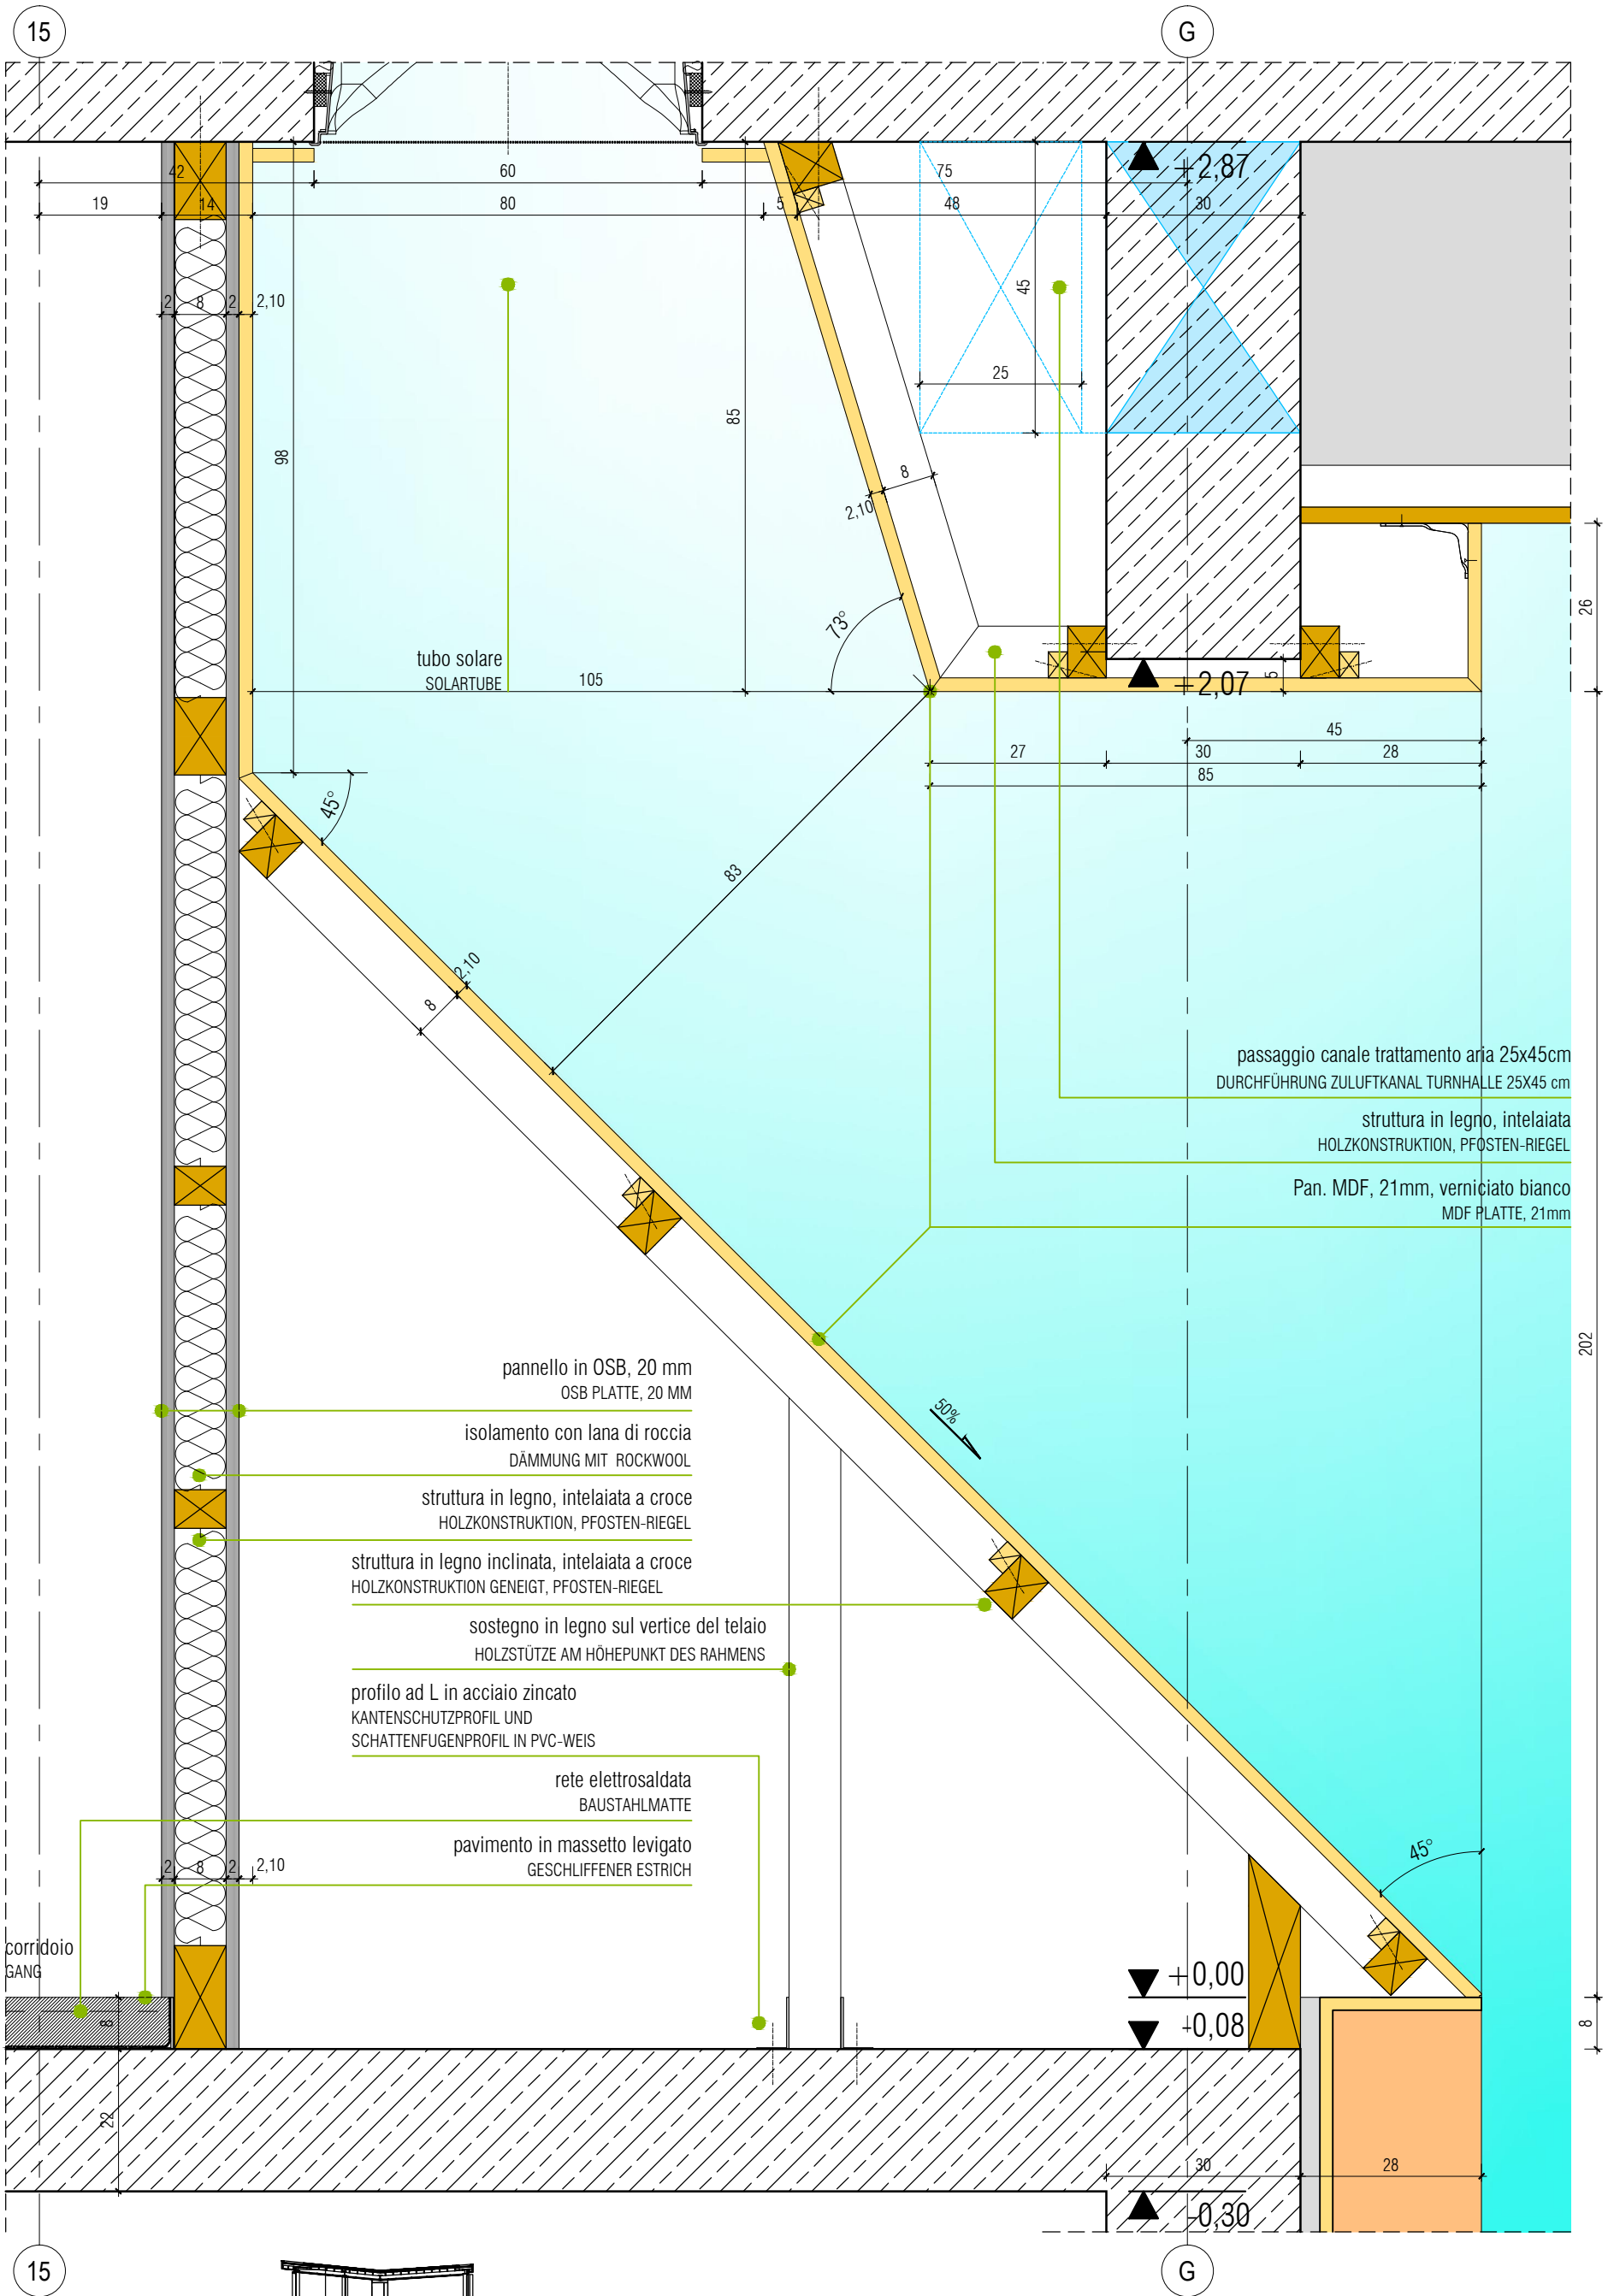 15
G
+2,87
42
60
75
19
14
80
5
48
30
2
8
2
2,10
45
25
98
85
8
2,10
26
73°
tubo solare
SOLARTUBE
105
+2,07
5
45
27
30
28
85
45°
83
2,10
8
passaggio canale trattamento aria 25x45cm
DURCHFÜHRUNG ZULUFTKANAL TURNHALLE 25X45 cm
struttura in legno, intelaiata
HOLZKONSTRUKTION, PFOSTEN-RIEGEL
Pan. MDF, 21mm, verniciato bianco
MDF PLATTE, 21mm
202
pannello in OSB, 20 mm
OSB PLATTE, 20 MM
50%
isolamento con lana di roccia
DÄMMUNG MIT ROCKWOOL
struttura in legno, intelaiata a croce
HOLZKONSTRUKTION, PFOSTEN-RIEGEL
struttura in legno inclinata, intelaiata a croce
HOLZKONSTRUKTION GENEIGT, PFOSTEN-RIEGEL
sostegno in legno sul vertice del telaio
HOLZSTÜTZE AM HÖHEPUNKT DES RAHMENS
profilo ad L in acciaio zincato
KANTENSCHUTZPROFIL UND
SCHATTENFUGENPROFIL IN PVC-WEIS
rete elettrosaldata
BAUSTAHLMATTE
pavimento in massetto levigato
GESCHLIFFENER ESTRICH
2
8
2
2,10
45°
corridoio
GANG
+0,00
-0,08
8
8
22
30
28
-0,30
15
G